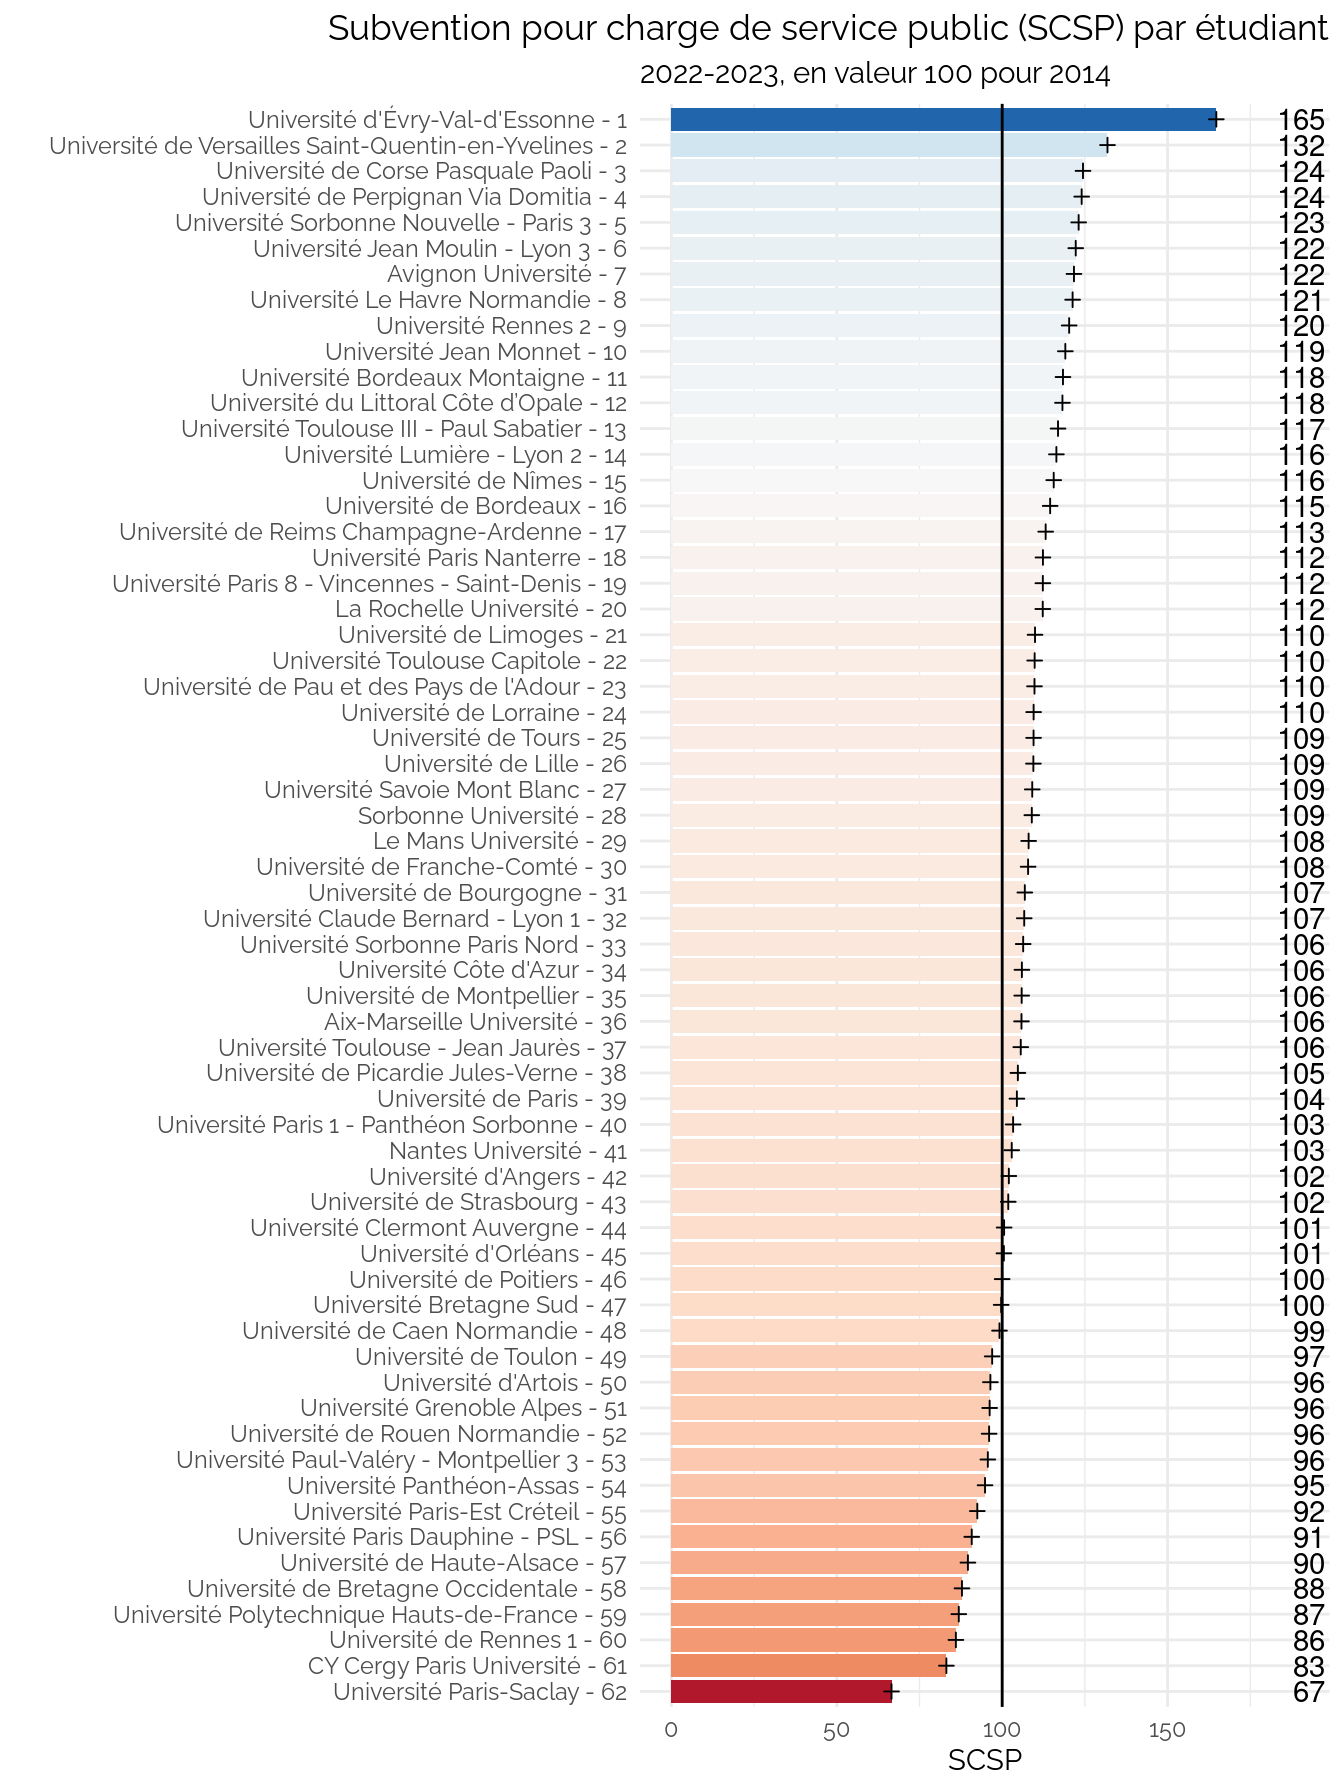 Subvention pour charge de service public (SCSP) par étudiant
2022-2023, en valeur 100 pour 2014
Université d'Évry-Val-d'Essonne - 1 165
Université de Versailles Saint-Quentin-en-Yvelines - 2 132
Université de Corse Pasquale Paoli - 3 124
Université de Perpignan Via Domitia - 4 124
Université Sorbonne Nouvelle - Paris 3 - 5 123
Université Jean Moulin - Lyon 3 - 6 122
Avignon Université - 7 122
Université Le Havre Normandie - 8 121
Université Rennes 2 - 9 120
Université Jean Monnet - 10 119
Université Bordeaux Montaigne - 11 118
Université du Littoral Côte d’Opale - 12 118
Université Toulouse III - Paul Sabatier - 13 117
Université Lumière - Lyon 2 - 14 116
Université de Nîmes - 15 116
Université de Bordeaux - 16 115
Université de Reims Champagne-Ardenne - 17 113
Université Paris Nanterre - 18 112
Université Paris 8 - Vincennes - Saint-Denis - 19 112
La Rochelle Université - 20 112
Université de Limoges - 21 110
Université Toulouse Capitole - 22 110
Université de Pau et des Pays de l'Adour - 23 110
Université de Lorraine - 24 110
Université de Tours - 25 109
Université de Lille - 26 109
Université Savoie Mont Blanc - 27 109
Sorbonne Université - 28 109
Le Mans Université - 29 108
Université de Franche-Comté - 30 108
Université de Bourgogne - 31 107
Université Claude Bernard - Lyon 1 - 32 107
Université Sorbonne Paris Nord - 33 106
Université Côte d'Azur - 34 106
Université de Montpellier - 35 106
Aix-Marseille Université - 36 106
Université Toulouse - Jean Jaurès - 37 106
Université de Picardie Jules-Verne - 38 105
Université de Paris - 39 104
Université Paris 1 - Panthéon Sorbonne - 40 103
Nantes Université - 41 103
Université d'Angers - 42 102
Université de Strasbourg - 43 102
Université Clermont Auvergne - 44 101
Université d'Orléans - 45 101
Université de Poitiers - 46 100
Université Bretagne Sud - 47 100
Université de Caen Normandie - 48 99
Université de Toulon - 49 97
Université d'Artois - 50 96
Université Grenoble Alpes - 51 96
Université de Rouen Normandie - 52 96
Université Paul-Valéry - Montpellier 3 - 53 96
Université Panthéon-Assas - 54 95
Université Paris-Est Créteil - 55 92
Université Paris Dauphine - PSL - 56 91
Université de Haute-Alsace - 57 90
Université de Bretagne Occidentale - 58 88
Université Polytechnique Hauts-de-France - 59 87
Université de Rennes 1 - 60 86
CY Cergy Paris Université - 61 83
Université Paris-Saclay - 62 67
0 50 100 150
SCSP